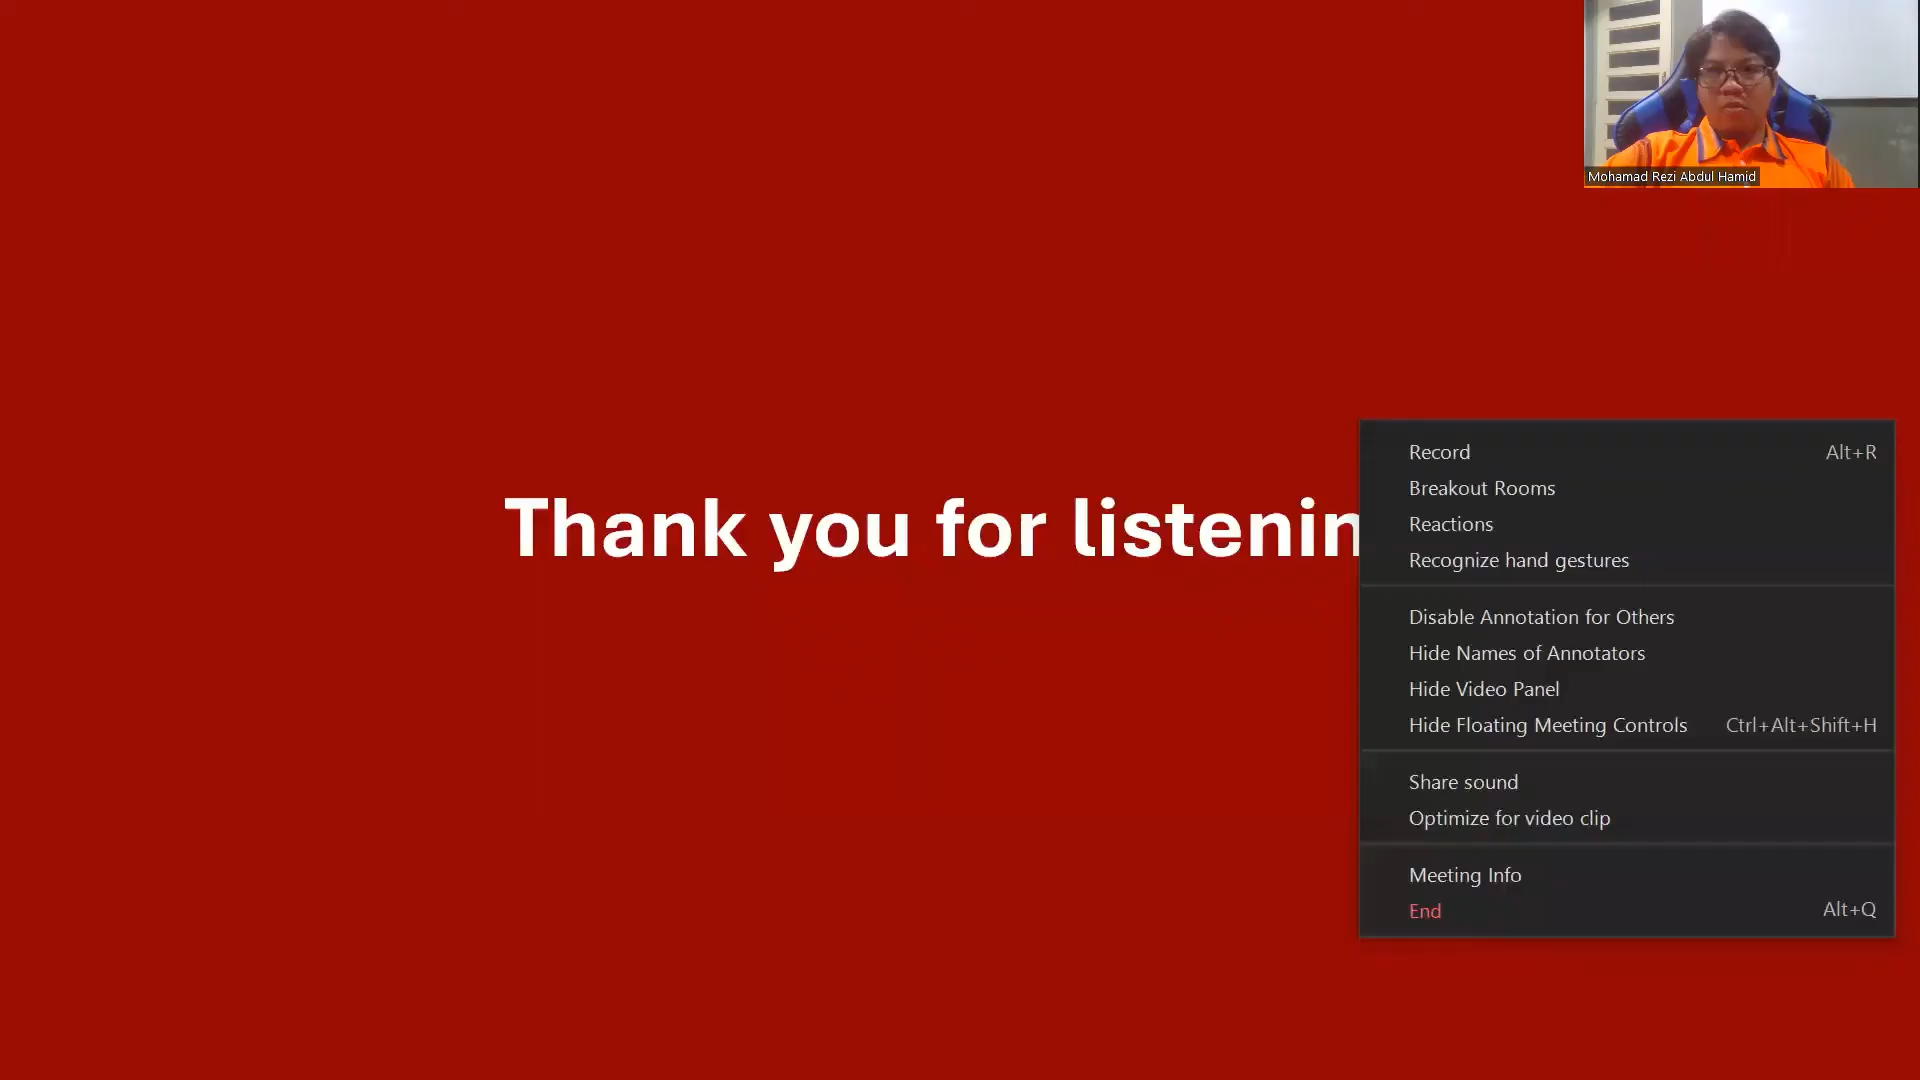 Mohamad Rezi Abdul Hamid
Thank you for listenin
Record Alt+R
Breakout Rooms
Reactions
Recognize hand gestures
Disable Annotation for Others
Hide Names of Annotators
Hide Video Panel
Hide Floating Meeting Controls Ctrl+Alt+Shift+H
Share sound
Optimize for video clip
Meeting Info
End Alt+Q